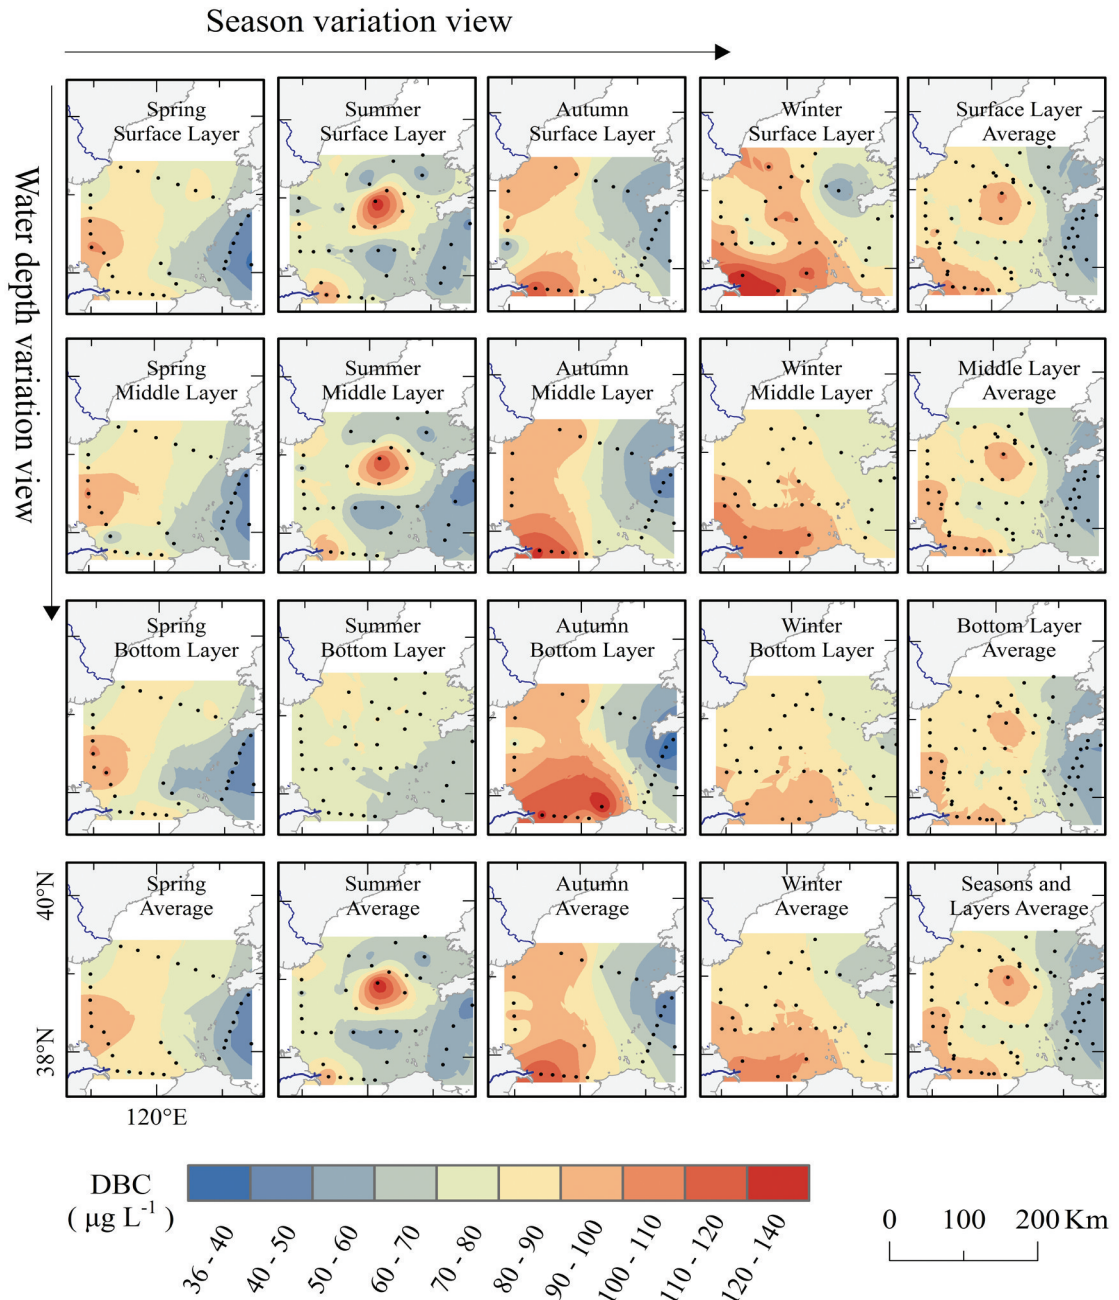 Season variation view
Water depth variation view
Spring
Surface Layer
Summer
Surface Layer
Autumn
Surface Layer
Winter
Surface Layer
Surface Layer
Average
Spring
Middle Layer
Summer
Middle Layer
Autumn
Middle Layer
Winter
Middle Layer
Middle Layer
Average
Spring
Bottom Layer
Summer
Bottom Layer
Autumn
Bottom Layer
Winter
Bottom Layer
Bottom Layer
Average
Spring
Average
Summer
Average
Autumn
Average
Winter
Average
Seasons and
Layers Average
40°N
38°N
120°E
DBC
( μg L⁻¹ )
36 - 40
40 - 50
50 - 60
60 - 70
70 - 80
80 - 90
90 - 100
100 - 110
110 - 120
120 - 140
0 100 200 Km